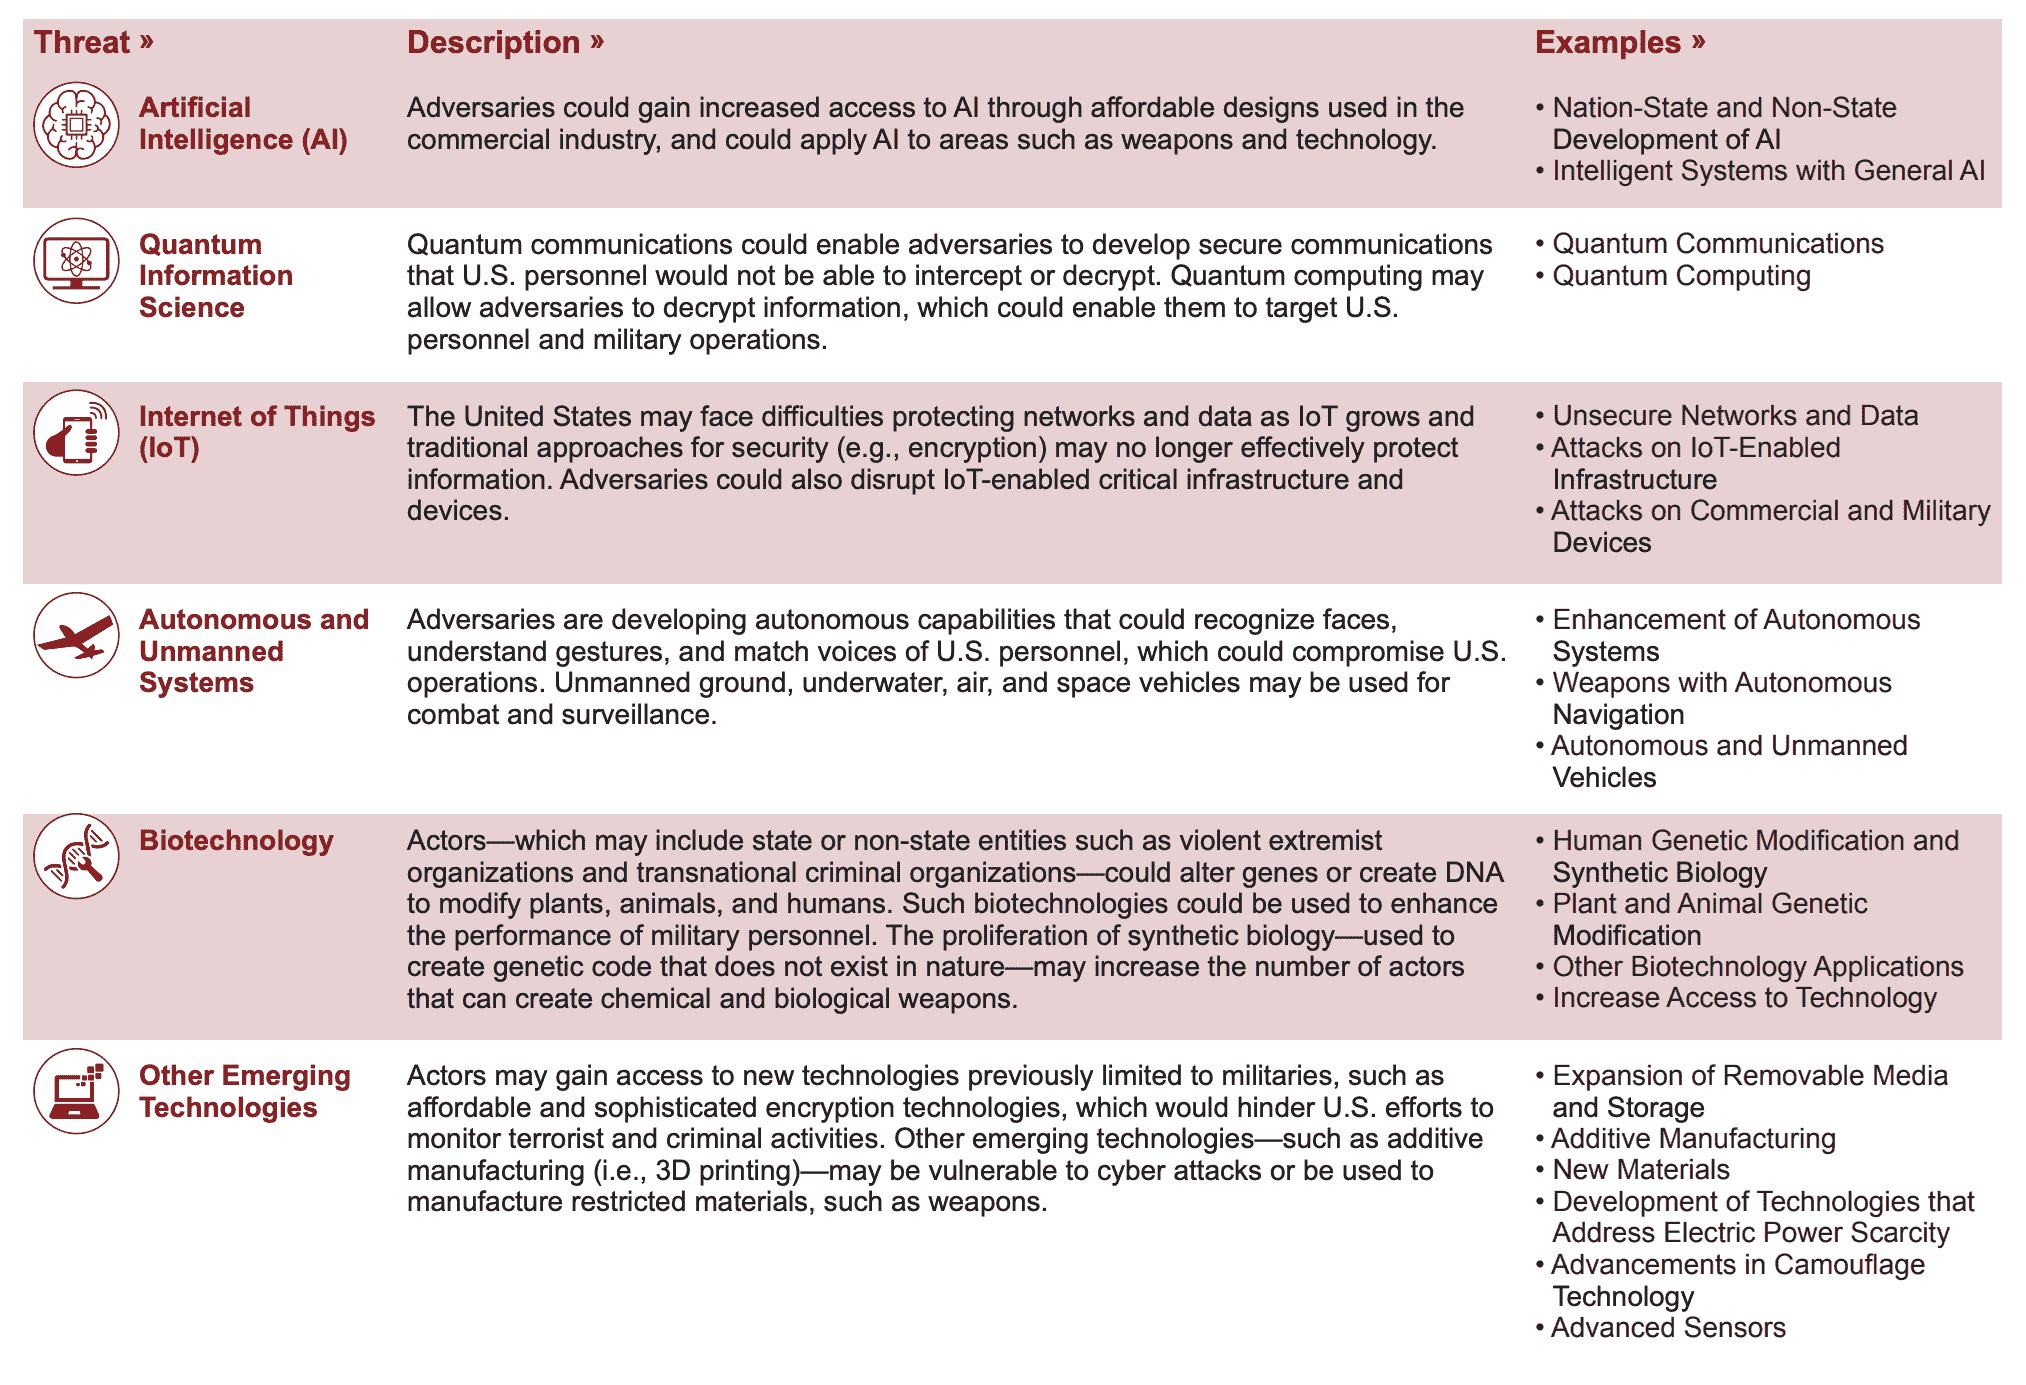 Threat »
Description »
Examples »
Artificial
Intelligence (AI)
Adversaries could gain increased access to AI through affordable designs used in the
commercial industry, and could apply AI to areas such as weapons and technology.
• Nation-State and Non-State
Development of AI
• Intelligent Systems with General AI
Quantum
Information
Science
Quantum communications could enable adversaries to develop secure communications
that U.S. personnel would not be able to intercept or decrypt. Quantum computing may
allow adversaries to decrypt information, which could enable them to target U.S.
personnel and military operations.
• Quantum Communications
• Quantum Computing
Internet of Things
(IoT)
The United States may face difficulties protecting networks and data as IoT grows and
traditional approaches for security (e.g., encryption) may no longer effectively protect
information. Adversaries could also disrupt IoT-enabled critical infrastructure and
devices.
• Unsecure Networks and Data
• Attacks on IoT-Enabled
Infrastructure
• Attacks on Commercial and Military
Devices
Autonomous and
Unmanned
Systems
Adversaries are developing autonomous capabilities that could recognize faces,
understand gestures, and match voices of U.S. personnel, which could compromise U.S.
operations. Unmanned ground, underwater, air, and space vehicles may be used for
combat and surveillance.
• Enhancement of Autonomous
Systems
• Weapons with Autonomous
Navigation
• Autonomous and Unmanned
Vehicles
Biotechnology
Actors—which may include state or non-state entities such as violent extremist
organizations and transnational criminal organizations—could alter genes or create DNA
to modify plants, animals, and humans. Such biotechnologies could be used to enhance
the performance of military personnel. The proliferation of synthetic biology—used to
create genetic code that does not exist in nature—may increase the number of actors
that can create chemical and biological weapons.
• Human Genetic Modification and
Synthetic Biology
• Plant and Animal Genetic
Modification
• Other Biotechnology Applications
• Increase Access to Technology
Other Emerging
Technologies
Actors may gain access to new technologies previously limited to militaries, such as
affordable and sophisticated encryption technologies, which would hinder U.S. efforts to
monitor terrorist and criminal activities. Other emerging technologies—such as additive
manufacturing (i.e., 3D printing)—may be vulnerable to cyber attacks or be used to
manufacture restricted materials, such as weapons.
• Expansion of Removable Media
and Storage
• Additive Manufacturing
• New Materials
• Development of Technologies that
Address Electric Power Scarcity
• Advancements in Camouflage
Technology
• Advanced Sensors